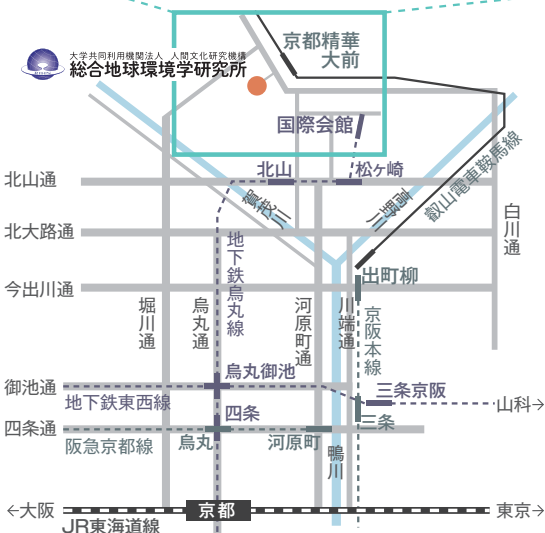 京都精華
大前
大学共同利用機関法人 人間文化研究機構
総合地球環境学研究所
国際会館
北山
松ヶ崎
北山通
賀茂川
高野川
叡山電車鞍馬線
白川通
北大路通
地下鉄烏丸線
出町柳
今出川通
堀川通
烏丸通
河原町通
川端通
京阪本線
烏丸御池
御池通
三条京阪
地下鉄東西線
山科→
四条
三条
四条通
烏丸
河原町
阪急京都線
鴨川
←大阪
京都
東京→
JR東海道線